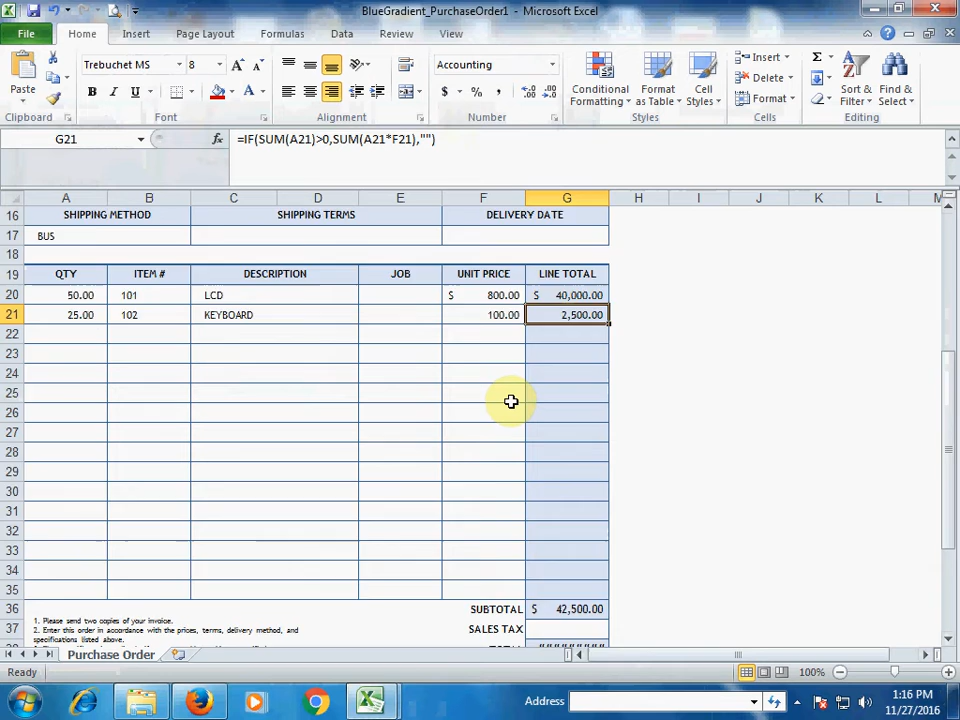 BlueGradient_PurchaseOrder1 - Microsoft Excel
File Home Insert Page Layout Formulas Data Review View
Trebuchet MS 8 A A Accounting
Paste B I U A $ % , .0 .00 .00 .0 Conditional Formatting Format as Table Cell Styles Insert Delete Format Σ Sort & Filter Find & Select
Clipboard Font Alignment Number Styles Cells Editing
G21 fx =IF(SUM(A21)>0,SUM(A21*F21),"")
A B C D E F G H I J K L M
16 SHIPPING METHOD SHIPPING TERMS DELIVERY DATE
17 BUS
18
19 QTY ITEM # DESCRIPTION JOB UNIT PRICE LINE TOTAL
20 50.00 101 LCD $ 800.00 $ 40,000.00
21 25.00 102 KEYBOARD 100.00 2,500.00
22
23
24
25
26
27
28
29
30
31
32
33
34
35
36 SUBTOTAL $ 42,500.00
1. Please send two copies of your invoice.
37 2. Enter this order in accordance with the prices, terms, delivery method, and SALES TAX
specifications listed above.
Purchase Order
Ready 100%
Address 1:16 PM
11/27/2016